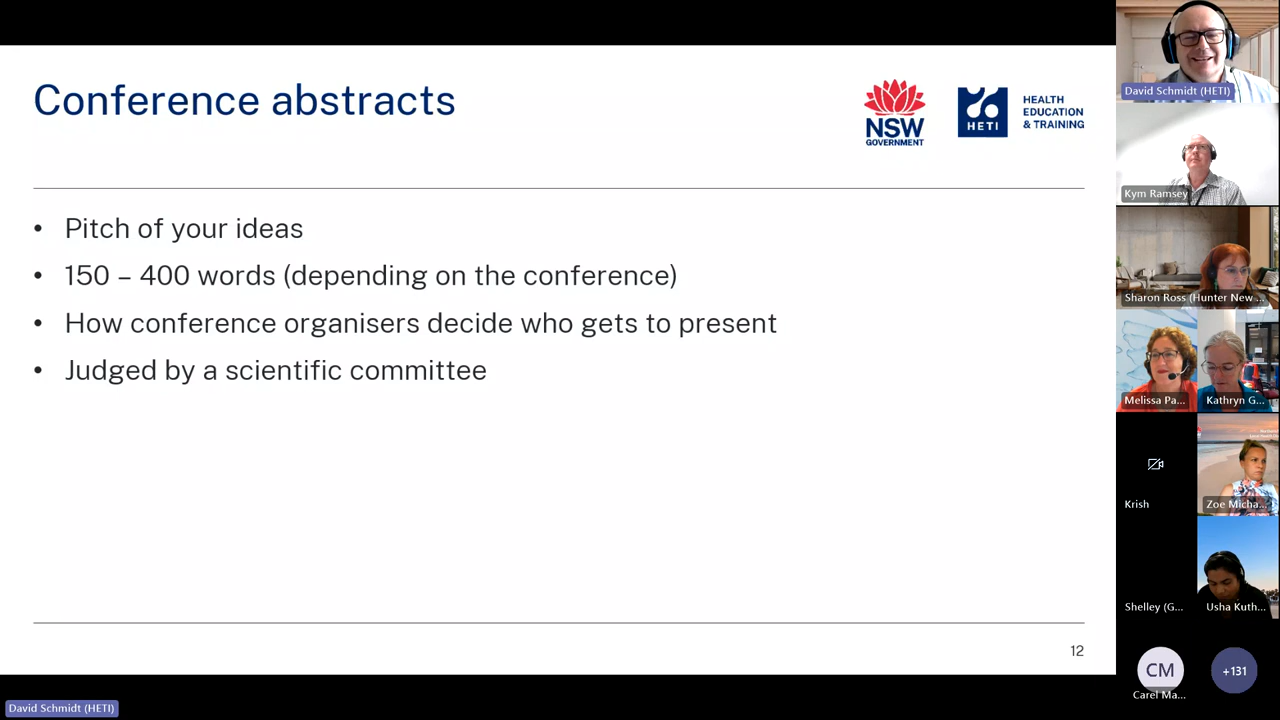 Conference abstracts
NSW
GOVERNMENT
HETI
HEALTH
EDUCATION
& TRAINING
• Pitch of your ideas
• 150 – 400 words (depending on the conference)
• How conference organisers decide who gets to present
• Judged by a scientific committee
12
David Schmidt (HETI)
David Schmidt (HETI)
Kym Ramsey
Sharon Ross (Hunter New ...
Melissa Pa...
Kathryn G...
Krish
Zoe Micha...
Shelley (G...
Usha Kuth...
CM
Carel Ma...
+131